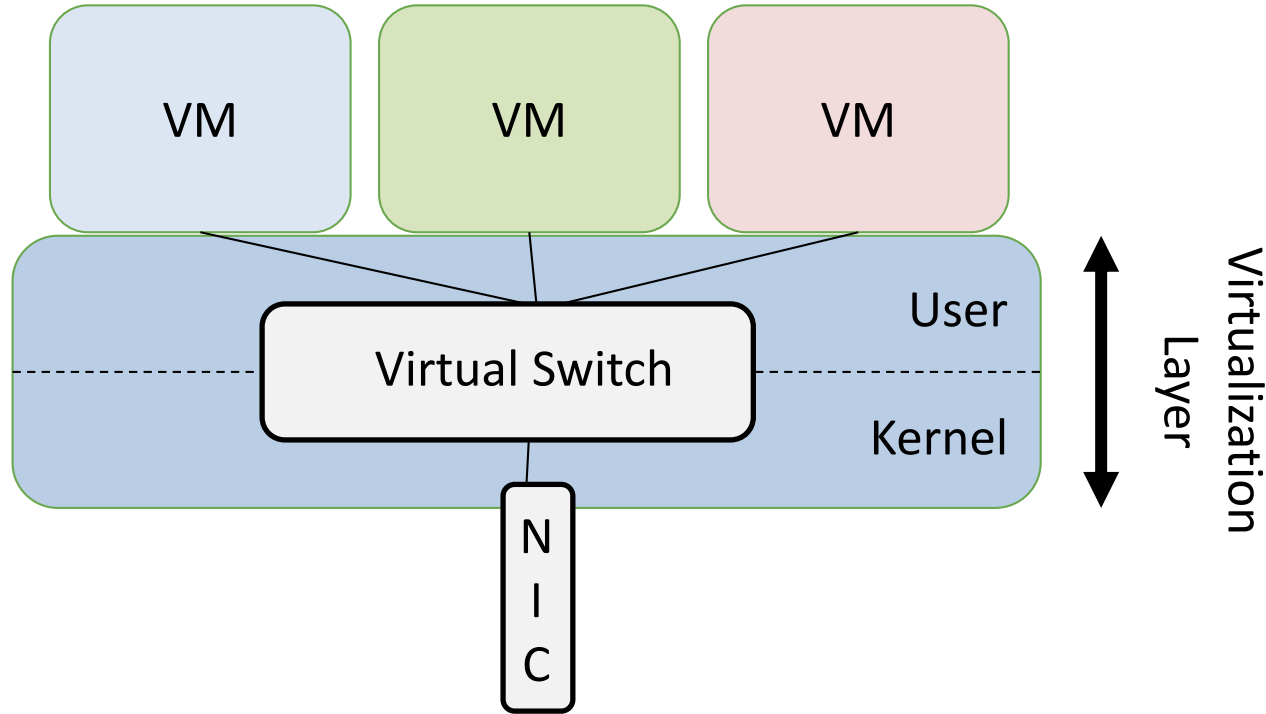 VM
VM
VM
User
Virtual Switch
Kernel
Virtualization
Layer
N
I
C